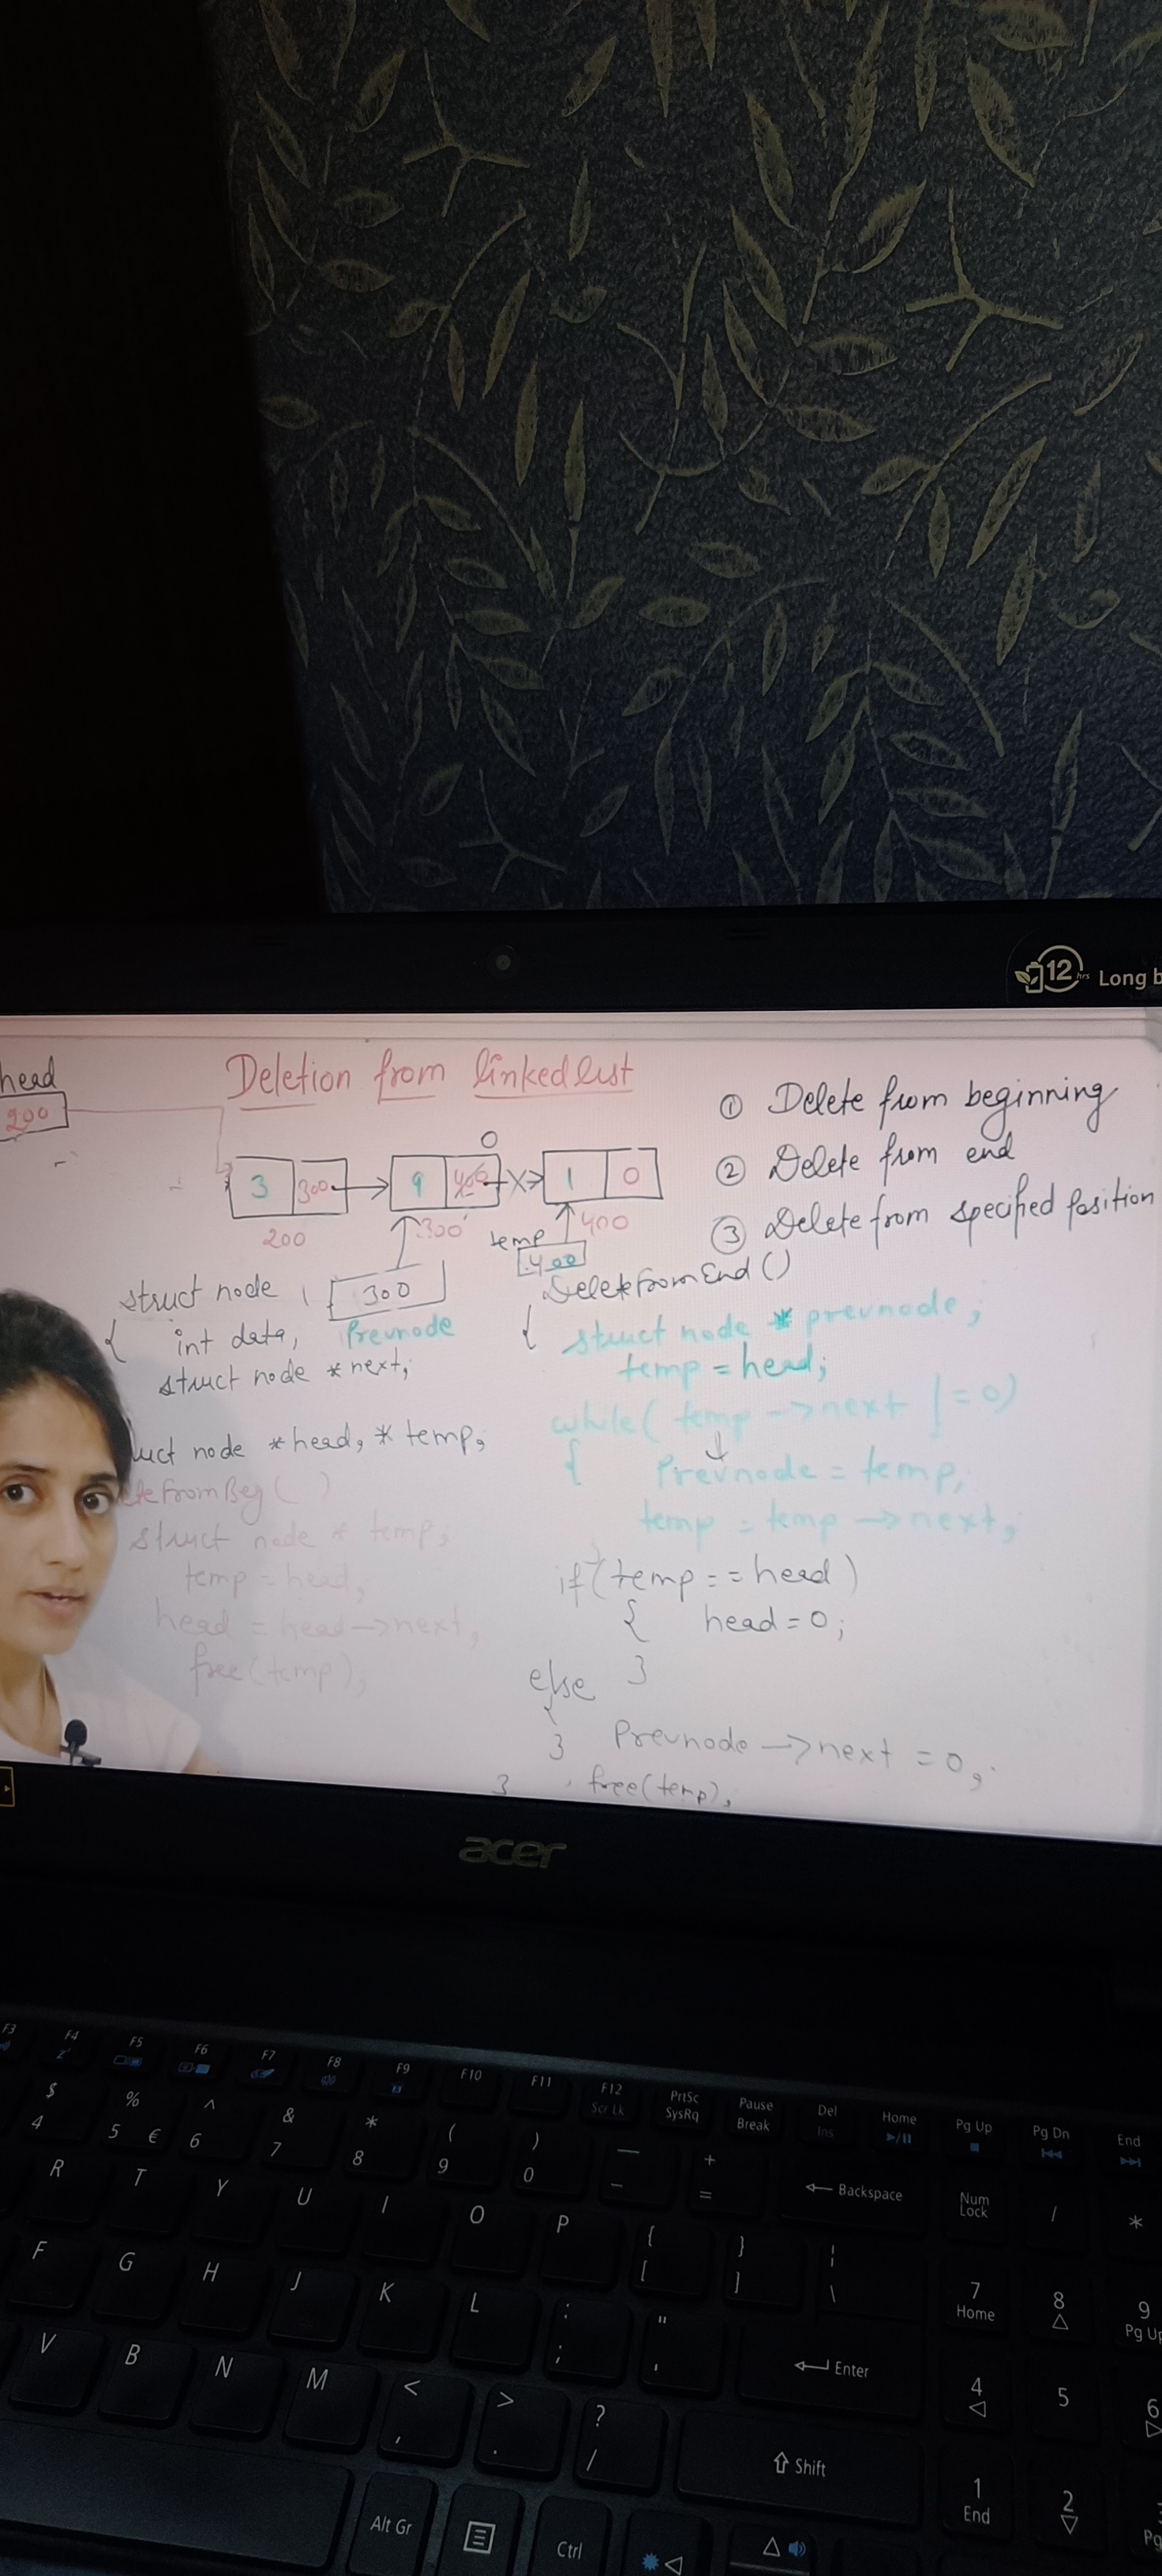 12 hrs Long b
head
200
Deletion from linked list
① Delete from beginning
② Delete from end
③ Delete from specified Position
0
3 300
9 400
1 0
200
300
400
temp
400
300
Prevnode
struct node
{ int data;
struct node *next;
uct node *head, *temp;
teFromBeg( )
struct node * temp;
temp = head;
head = head->next;
free(temp);
DeleteFromEnd()
{ struct node * prevnode;
temp = head;
while( temp ->next != 0)
{ Prevnode = temp;
temp = temp ->next;
}
if(temp == head)
{ head = 0;
}
else
{
Prevnode ->next = 0;
}
free(temp);
}
acer
F3 F4 F5 F6 F7 F8 F9 F10 F11 F12 PrtSc Pause Del Home Pg Up Pg Dn End
Scr Lk SysRq Break Ins
$ % ^ & * ( ) — +
4 5 € 6 7 8 9 0 - = Backspace Num Lock / *
R T Y U I O P { [ } ] ¦ \ 7 Home 8 9 Pg Up
F G H J K L : ; " ' Enter 4 5 6
V B N M < , > . ? / Shift 1 End 2 3 Pg
Alt Gr Ctrl